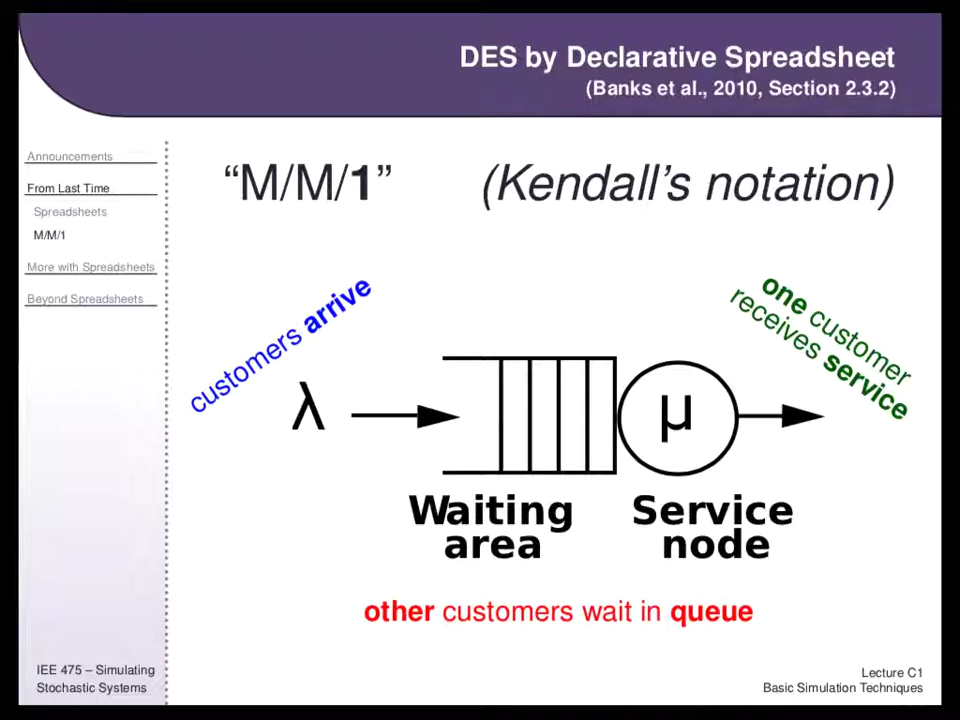 DES by Declarative Spreadsheet
(Banks et al., 2010, Section 2.3.2)
Announcements
From Last Time
Spreadsheets
M/M/1
More with Spreadsheets
Beyond Spreadsheets
“M/M/1” (Kendall’s notation)
customers arrive
one customer
receives service
λ
μ
Waiting
area
Service
node
other customers wait in queue
IEE 475 – Simulating
Stochastic Systems
Lecture C1
Basic Simulation Techniques